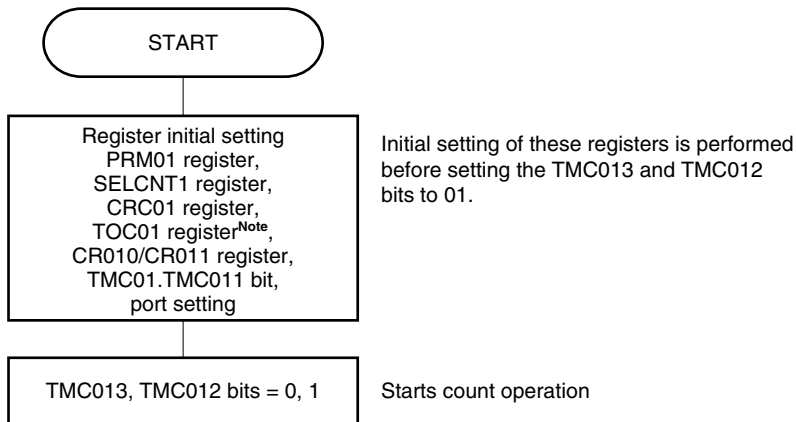 START
Register initial setting
PRM01 register,
SELCNT1 register,
CRC01 register,
TOC01 registerNote,
CR010/CR011 register,
TMC01.TMC011 bit,
port setting
Initial setting of these registers is performed
before setting the TMC013 and TMC012
bits to 01.
TMC013, TMC012 bits = 0, 1
Starts count operation